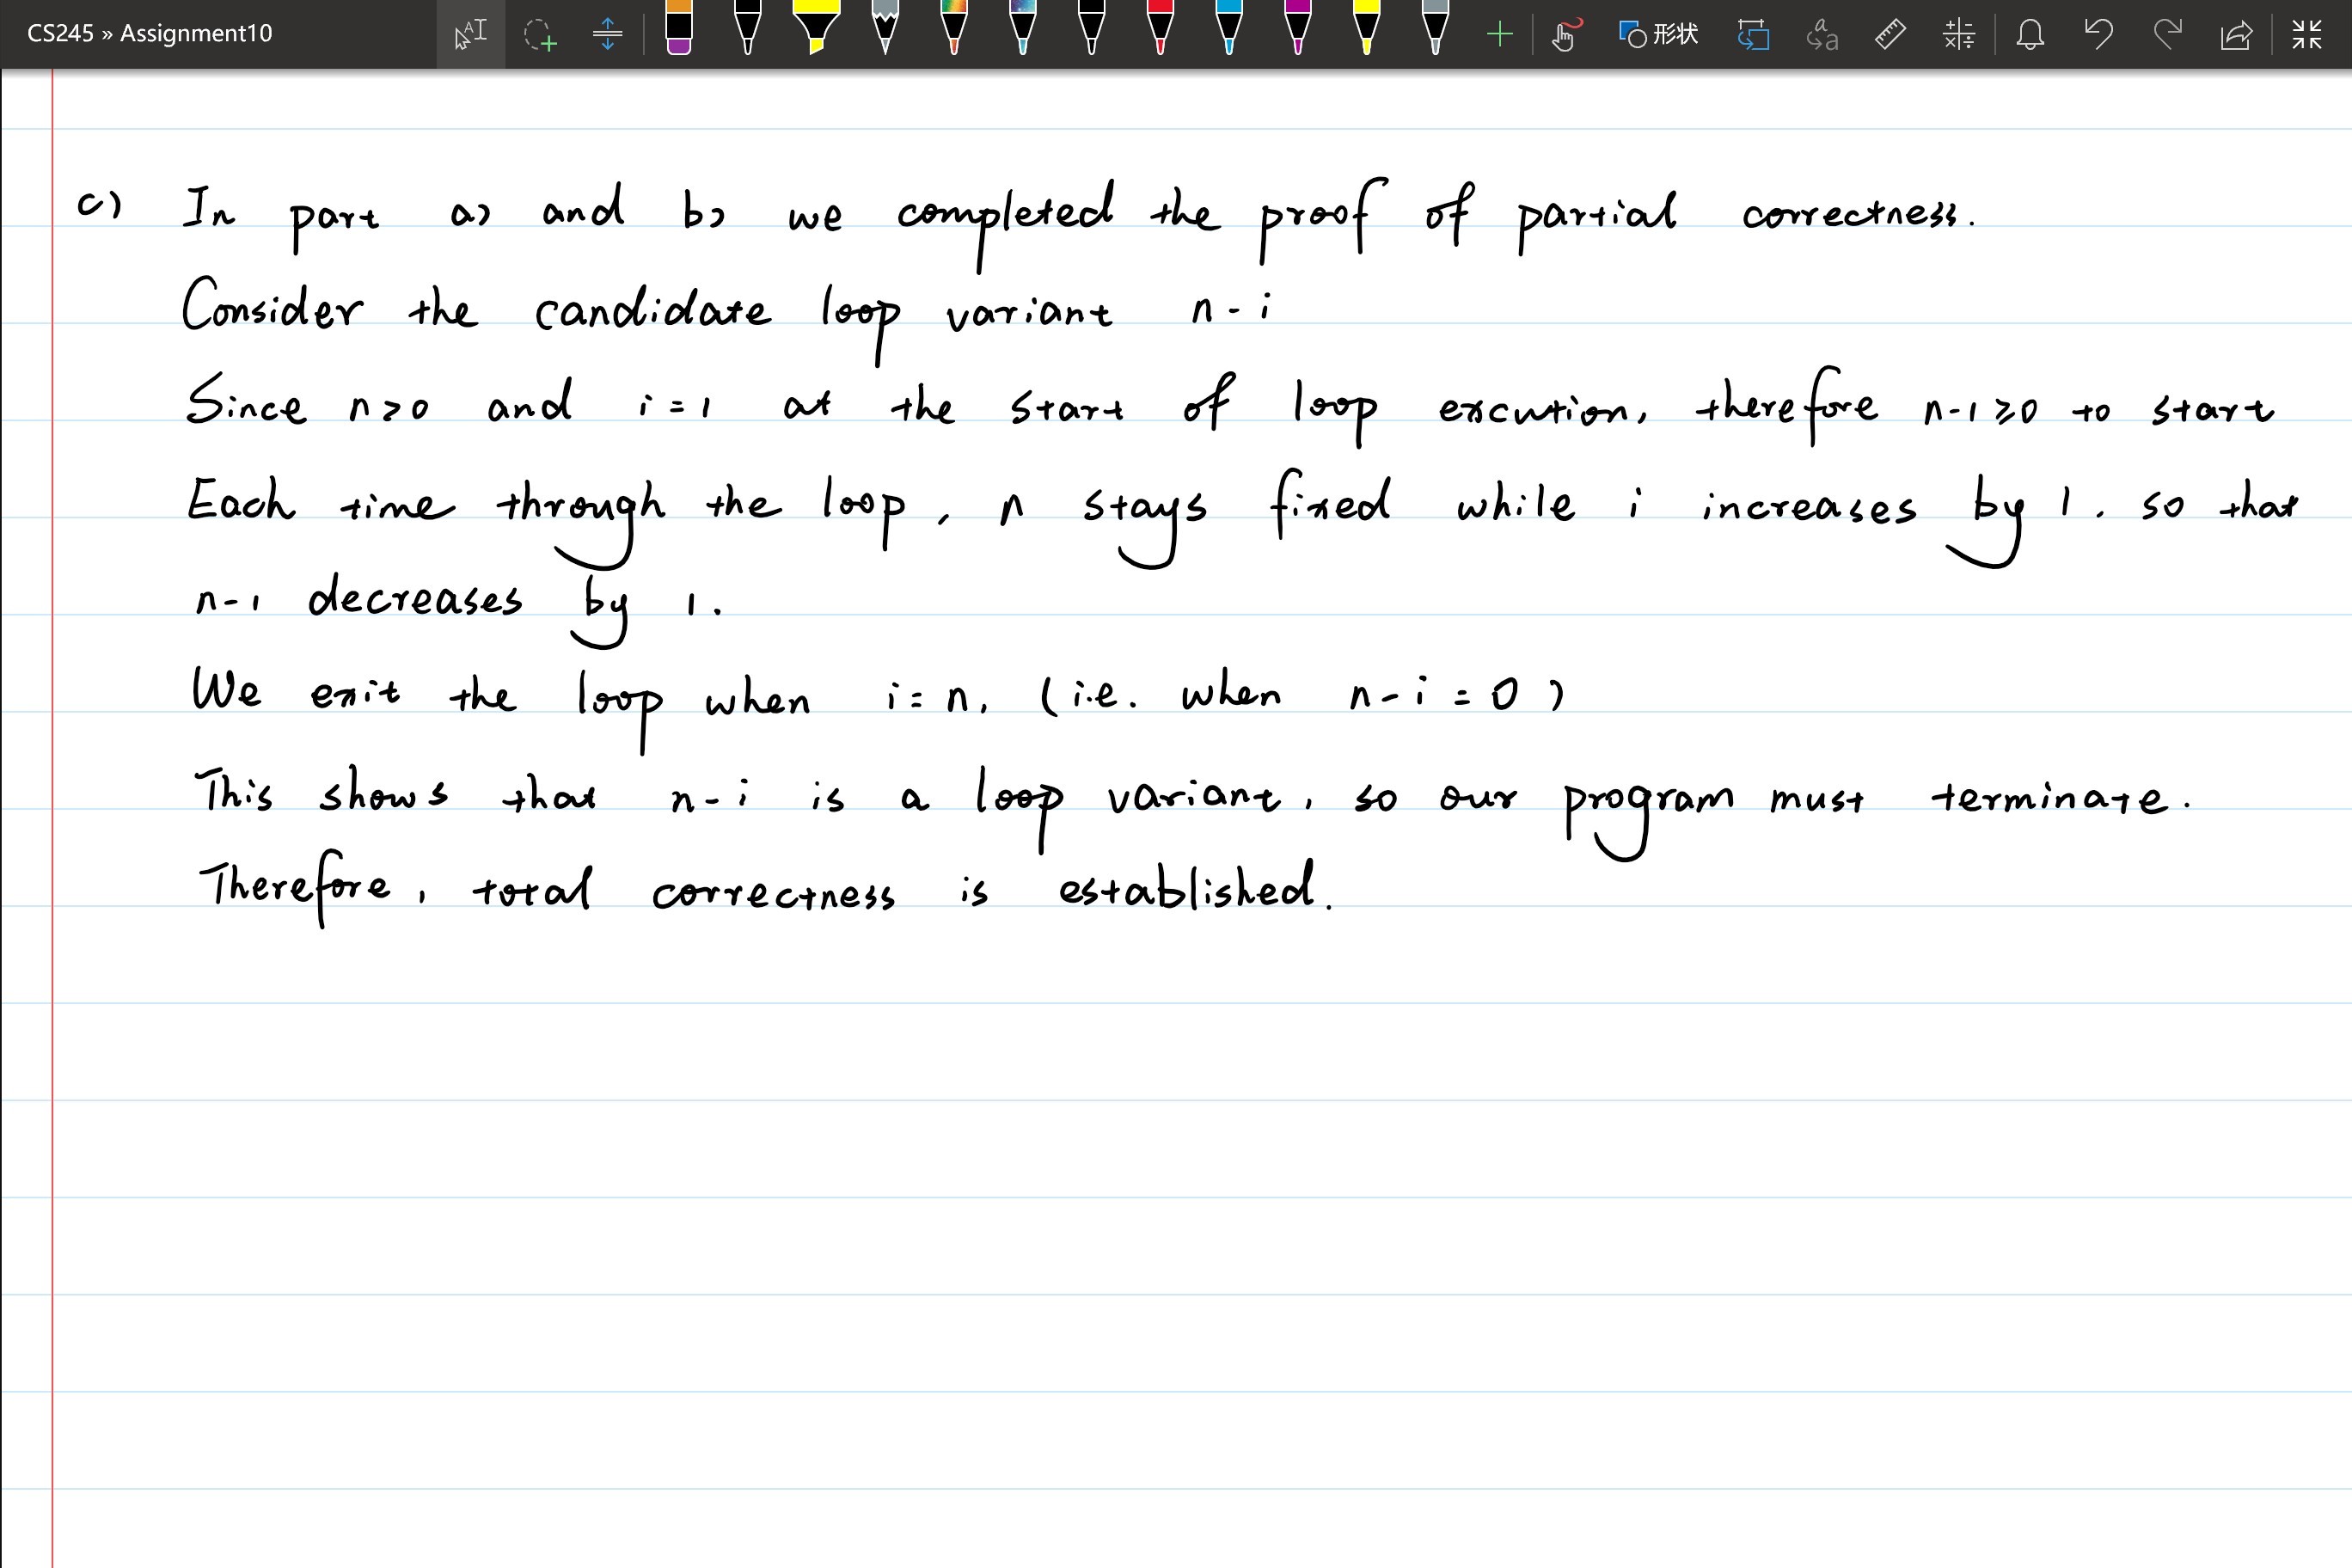 CS245 » Assignment10
形状
c) In part a) and b) we completed the proof of partial correctness.
Consider the candidate loop variant n-i
Since n>0 and i=1 at the start of loop excution, therefore n-1≥0 to start
Each time through the loop, n stays fixed while i increases by 1. so that
n-1 decreases by 1.
We exit the loop when i=n, (i.e. when n-i=0)
This shows that n-i is a loop variant, so our program must terminate.
Therefore, total correctness is established.